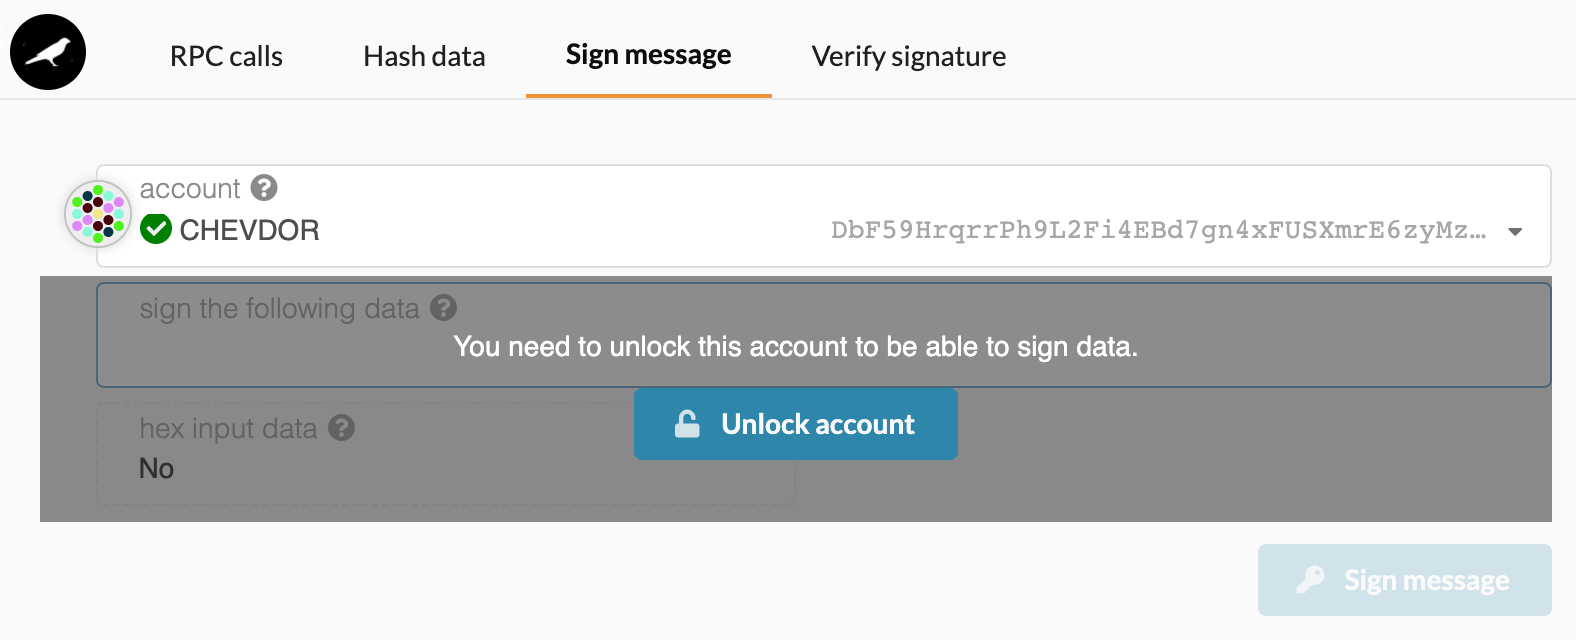 RPC calls Hash data Sign message Verify signature
account
CHEVDOR DbF59HrqrrPh9L2Fi4EBd7gn4xFUSXmrE6zyMz…
sign the following data
You need to unlock this account to be able to sign data.
Unlock account
hex input data
No
Sign message